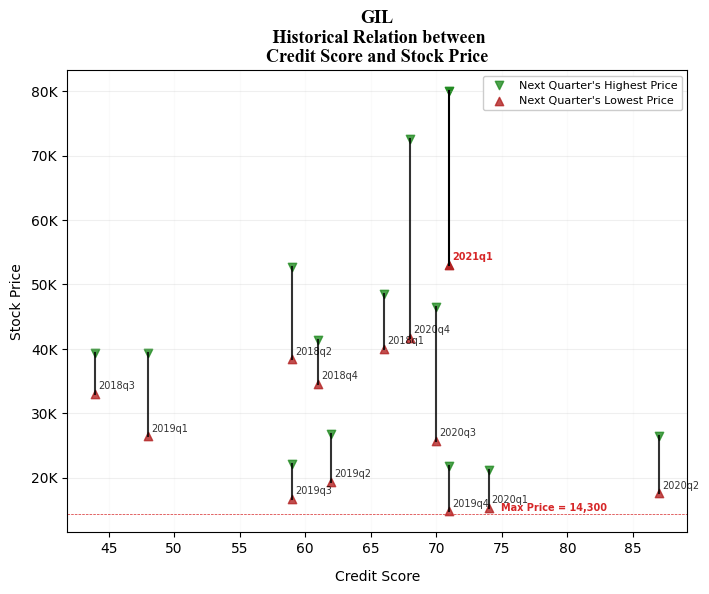 GIL
Historical Relation between
Credit Score and Stock Price
Next Quarter's Highest Price
Next Quarter's Lowest Price
80K
70K
60K
50K
40K
30K
20K
Stock Price
2021q1
2020q4
2018q1
2018q2
2018q4
2018q3
2019q1
2020q3
2019q2
2019q3
2020q2
2019q4
2020q1
Max Price = 14,300
45 50 55 60 65 70 75 80 85
Credit Score